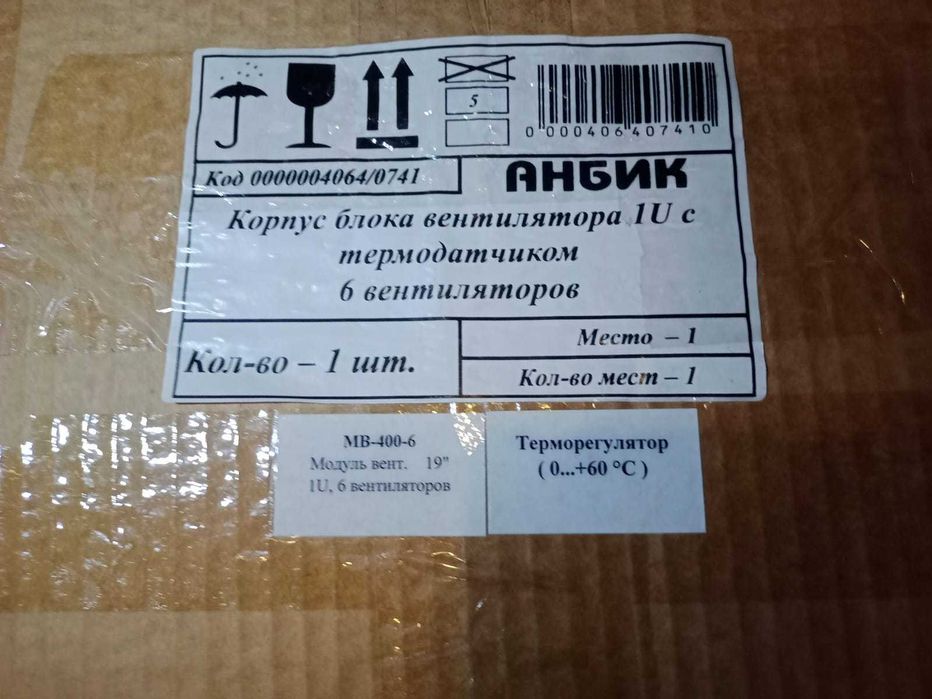 5
0 000406 407410
Код 0000004064/0741
АНБИК
Корпус блока вентилятора 1U с
термодатчиком
6 вентиляторов
Кол-во – 1 шт.
Место – 1
Кол-во мест – 1
МВ-400-6
Модуль вент. 19"
1U, 6 вентиляторов
Терморегулятор
( 0...+60 °С )